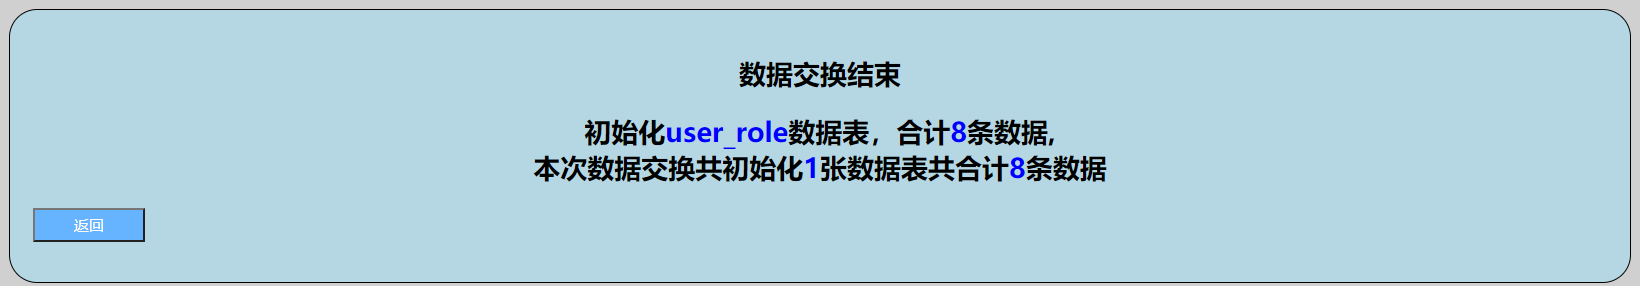 数据交换结束
初始化user_role数据表，合计8条数据,
本次数据交换共初始化1张数据表共合计8条数据
返回